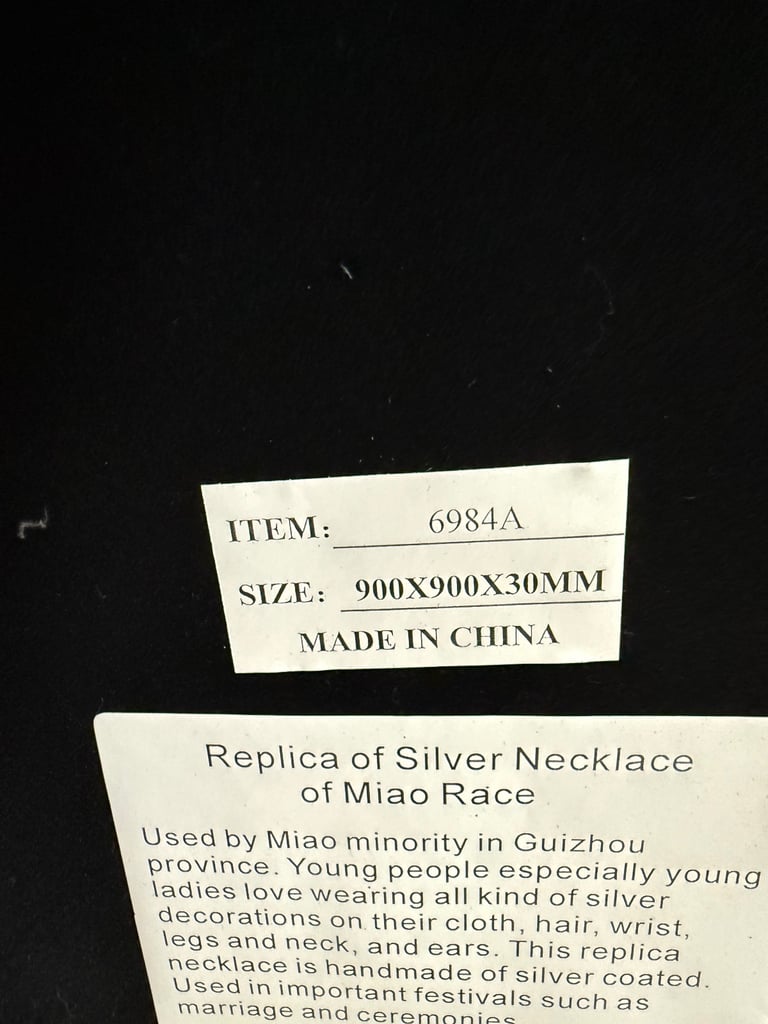 ITEM: 6984A
SIZE: 900X900X30MM
MADE IN CHINA
Replica of Silver Necklace
of Miao Race
Used by Miao minority in Guizhou
province. Young people especially young
ladies love wearing all kind of silver
decorations on their cloth, hair, wrist,
legs and neck, and ears. This replica
necklace is handmade of silver coated.
Used in important festivals such as
marriage and ceremonies